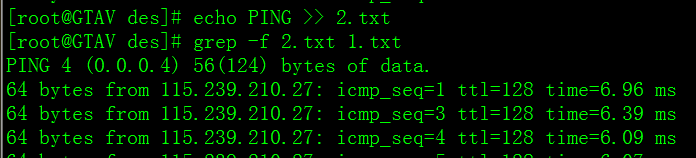 [root@GTAV des]# echo PING >> 2.txt
[root@GTAV des]# grep -f 2.txt 1.txt
PING 4 (0.0.0.4) 56(124) bytes of data.
64 bytes from 115.239.210.27: icmp_seq=1 ttl=128 time=6.96 ms
64 bytes from 115.239.210.27: icmp_seq=3 ttl=128 time=6.39 ms
64 bytes from 115.239.210.27: icmp_seq=4 ttl=128 time=6.09 ms